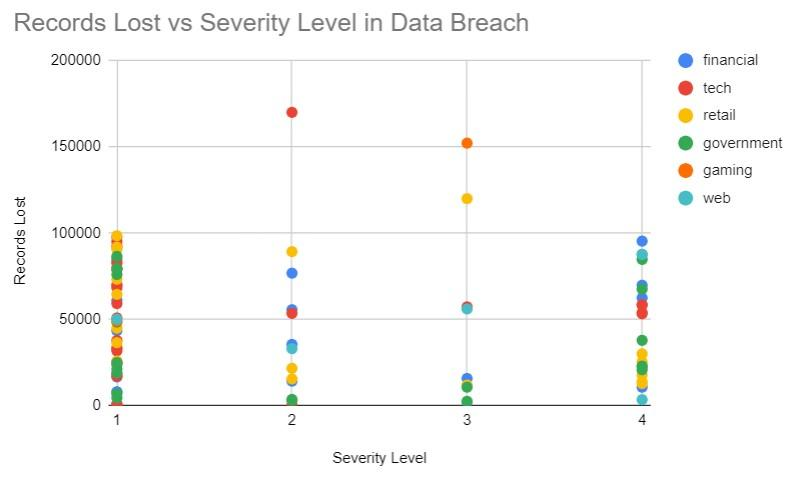 Records Lost vs Severity Level in Data Breach
200000
150000
100000
50000
0
Records Lost
1 2 3 4
Severity Level
financial
tech
retail
government
gaming
web